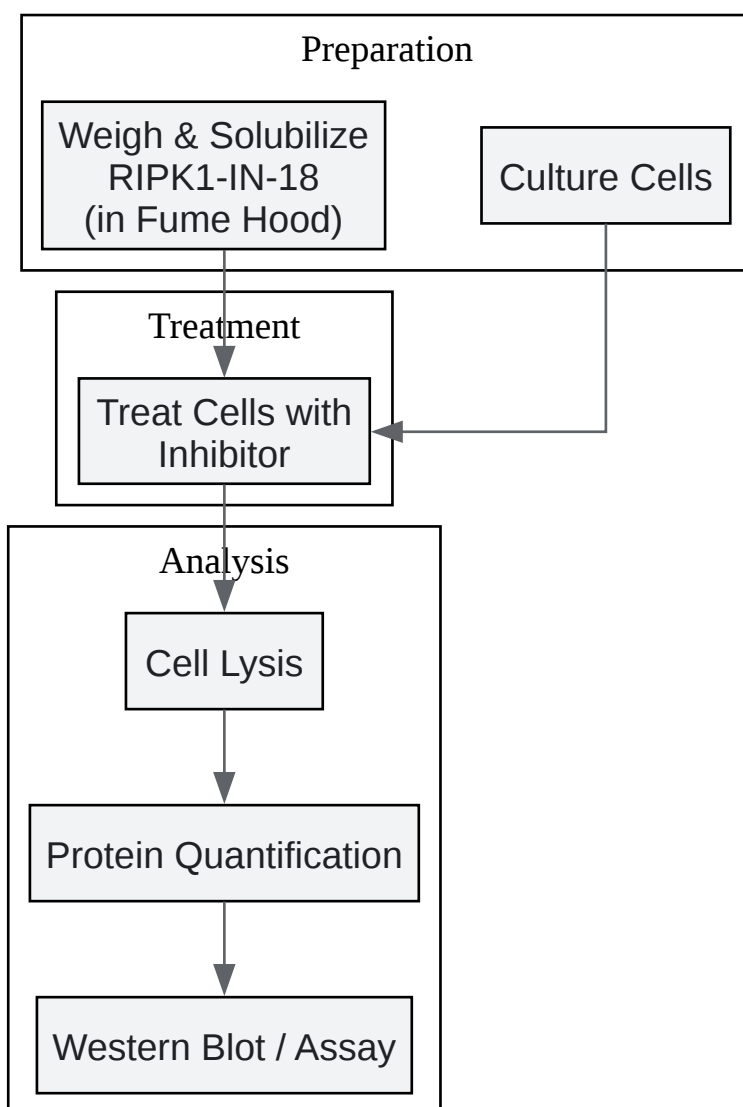 Preparation
Weigh & Solubilize
RIPK1-IN-18
(in Fume Hood)
Culture Cells
Treatment
Treat Cells with
Inhibitor
Analysis
Cell Lysis
Protein Quantification
Western Blot / Assay